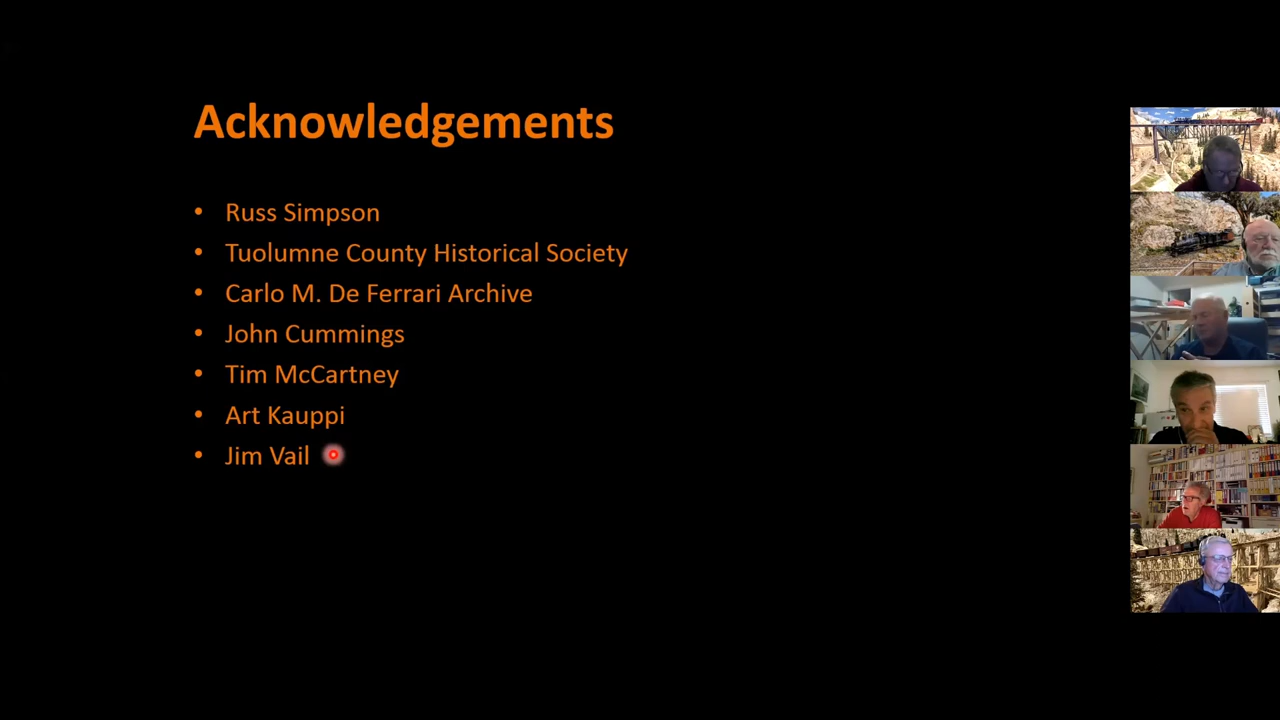 Acknowledgements
• Russ Simpson
• Tuolumne County Historical Society
• Carlo M. De Ferrari Archive
• John Cummings
• Tim McCartney
• Art Kauppi
• Jim Vail